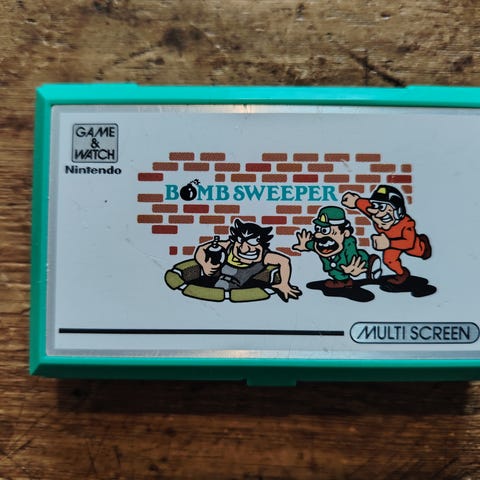 GAME
&
WATCH
Nintendo
BOMB SWEEPER
MULTI SCREEN